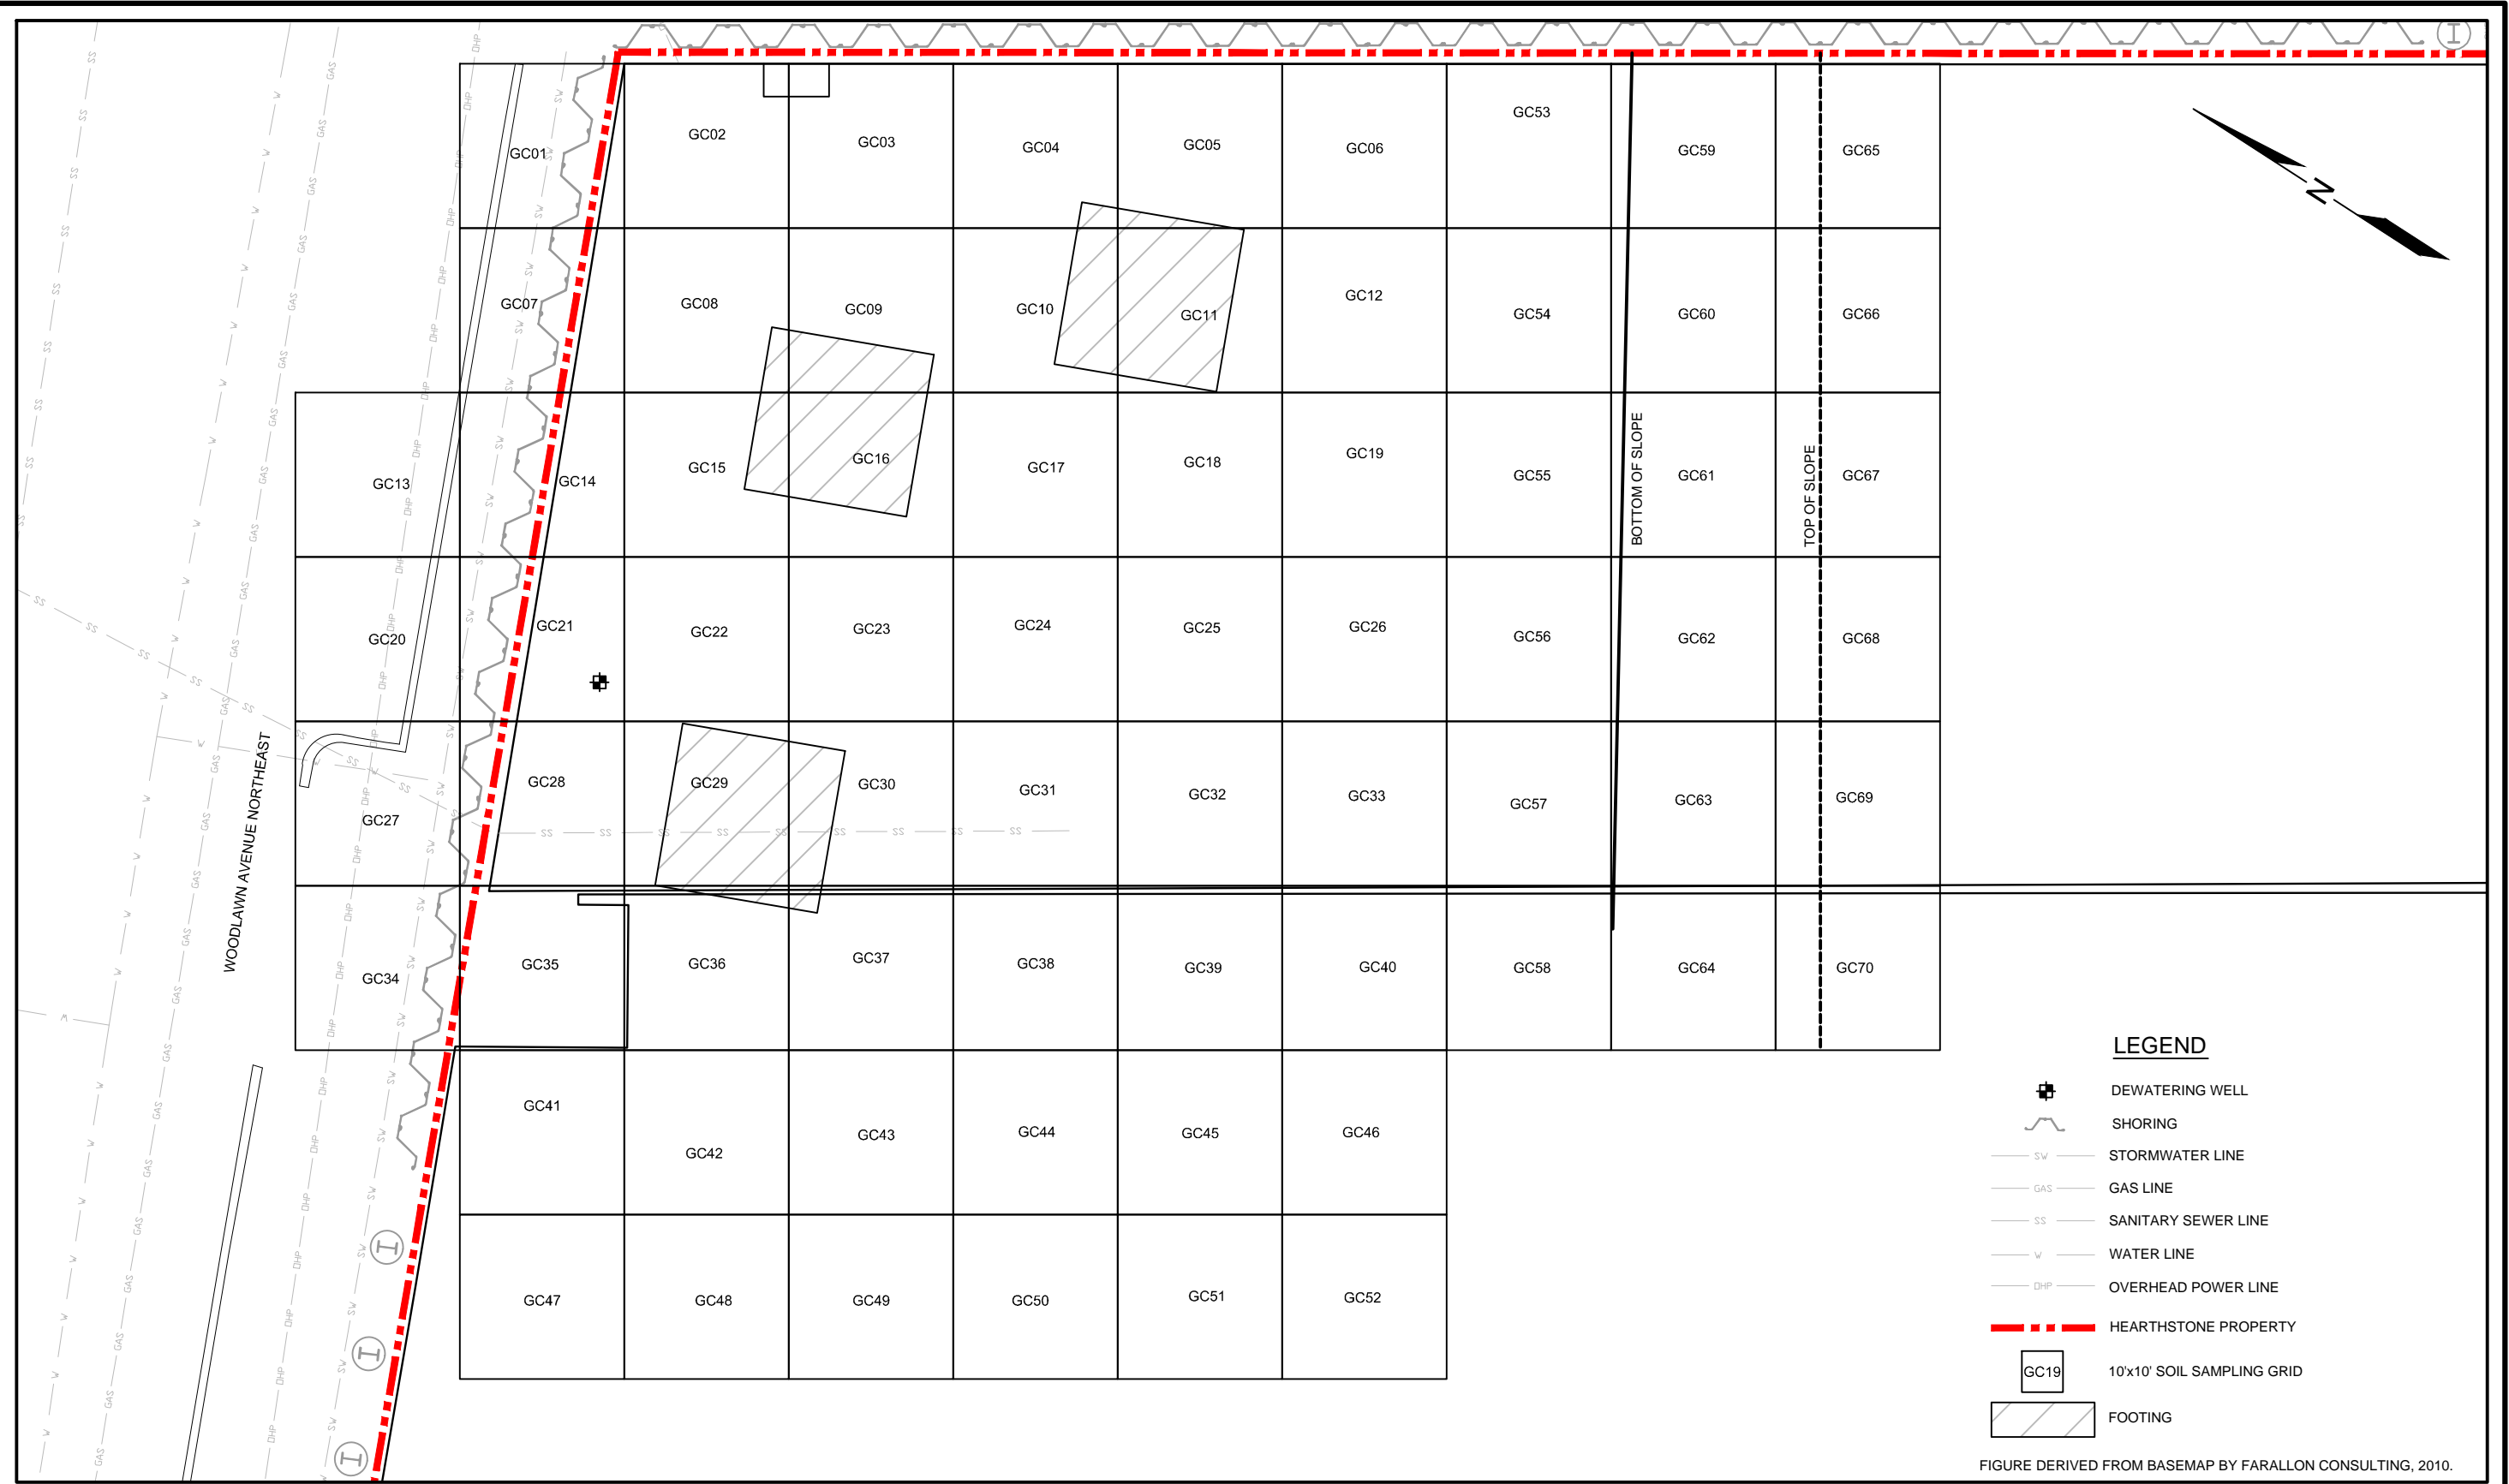 GC01
GC02
GC03
GC04
GC05
GC06
GC53
GC59
GC65
N
GC07
GC08
GC09
GC10
GC11
GC12
GC54
GC60
GC66
GC13
GC14
GC15
GC16
GC17
GC18
GC19
GC55
BOTTOM OF SLOPE
GC61
TOP OF SLOPE
GC67
GC20
GC21
GC22
GC23
GC24
GC25
GC26
GC56
GC62
GC68
WOODLAWN AVENUE NORTHEAST
GC27
GC28
GC29
GC30
GC31
GC32
GC33
GC57
GC63
GC69
GC34
GC35
GC36
GC37
GC38
GC39
GC40
GC58
GC64
GC70
GC41
GC42
GC43
GC44
GC45
GC46
GC47
GC48
GC49
GC50
GC51
GC52
LEGEND
DEWATERING WELL
SHORING
SW STORMWATER LINE
GAS GAS LINE
SS SANITARY SEWER LINE
W WATER LINE
OHP OVERHEAD POWER LINE
HEARTHSTONE PROPERTY
GC19 10'x10' SOIL SAMPLING GRID
FOOTING
FIGURE DERIVED FROM BASEMAP BY FARALLON CONSULTING, 2010.